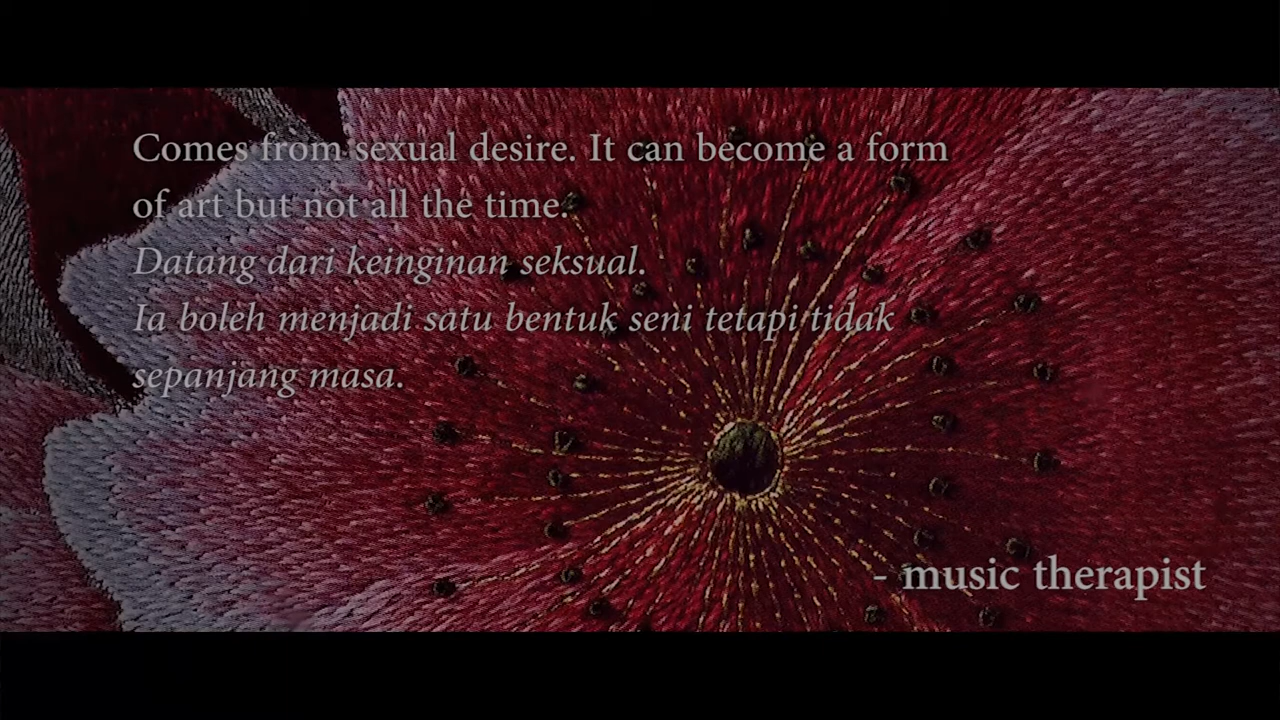 Comes from sexual desire. It can become a form
of art but not all the time.
Datang dari keinginan seksual.
Ia boleh menjadi satu bentuk seni tetapi tidak
sepanjang masa.
- music therapist